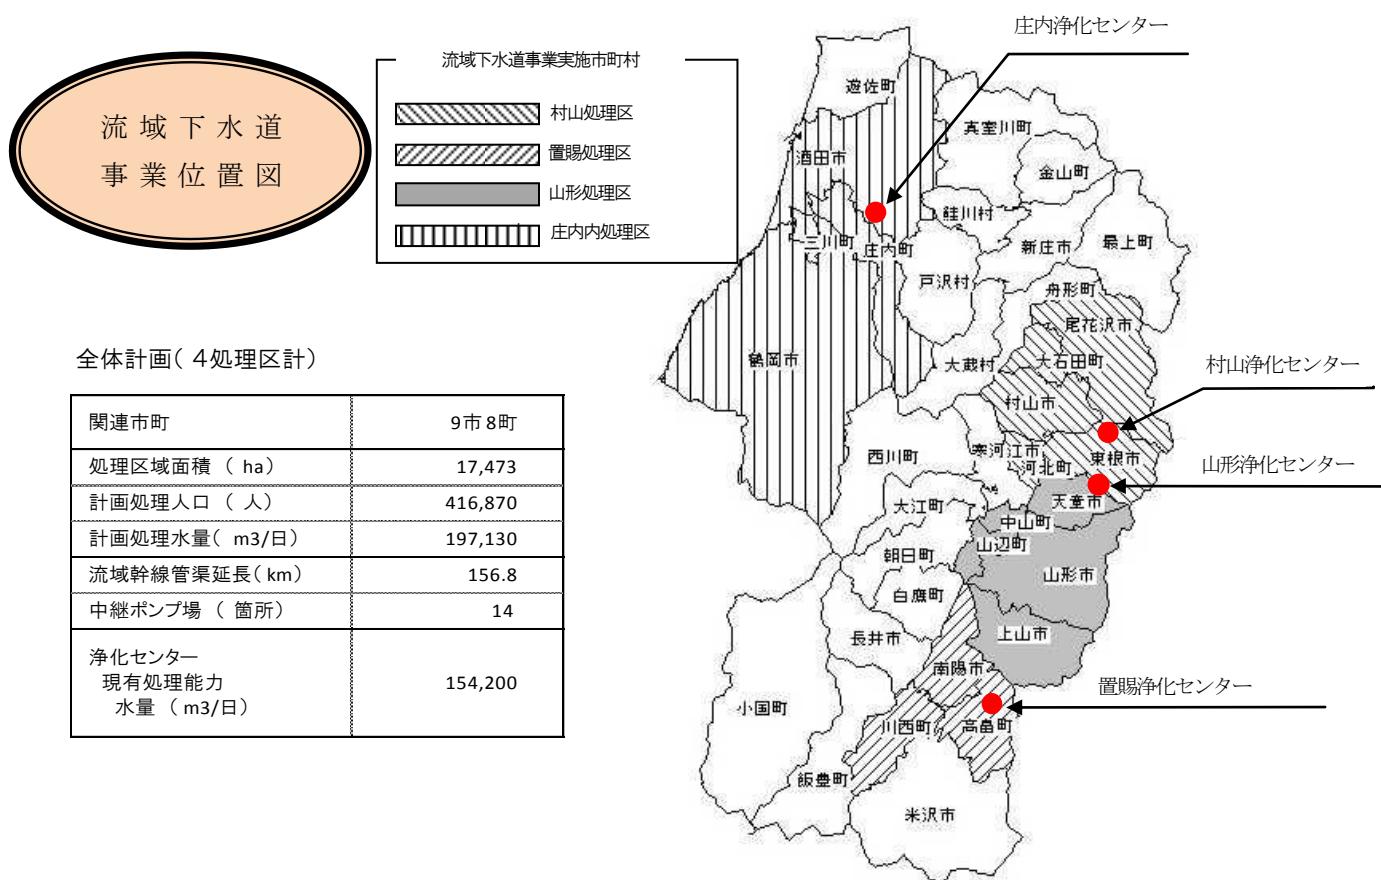 流域下水道
事業位置図
流域下水道事業実施市町村
村山処理区
置賜処理区
山形処理区
庄内内処理区
全体計画( 4処理区計)
関連市町 9市8町
処理区域面積 ( ha) 17,473
計画処理人口 ( 人) 416,870
計画処理水量( m3/日) 197,130
流域幹線管渠延長( km) 156.8
中継ポンプ場 ( 箇所) 14
浄化センター
現有処理能力 154,200
水量 ( m3/日)
庄内浄化センター
村山浄化センター
山形浄化センター
置賜浄化センター
遊佐町
真室川町
酒田市
金山町
鮭川村
三川町
庄内町
新庄市
最上町
戸沢村
舟形町
尾花沢市
鶴岡市
大蔵村
大石田町
村山市
西川町
寒河江市
河北町
東根市
大江町
天童市
中山町
山辺町
朝日町
山形市
白鷹町
長井市
上山市
南陽市
小国町
川西町
高畠町
飯豊町
米沢市